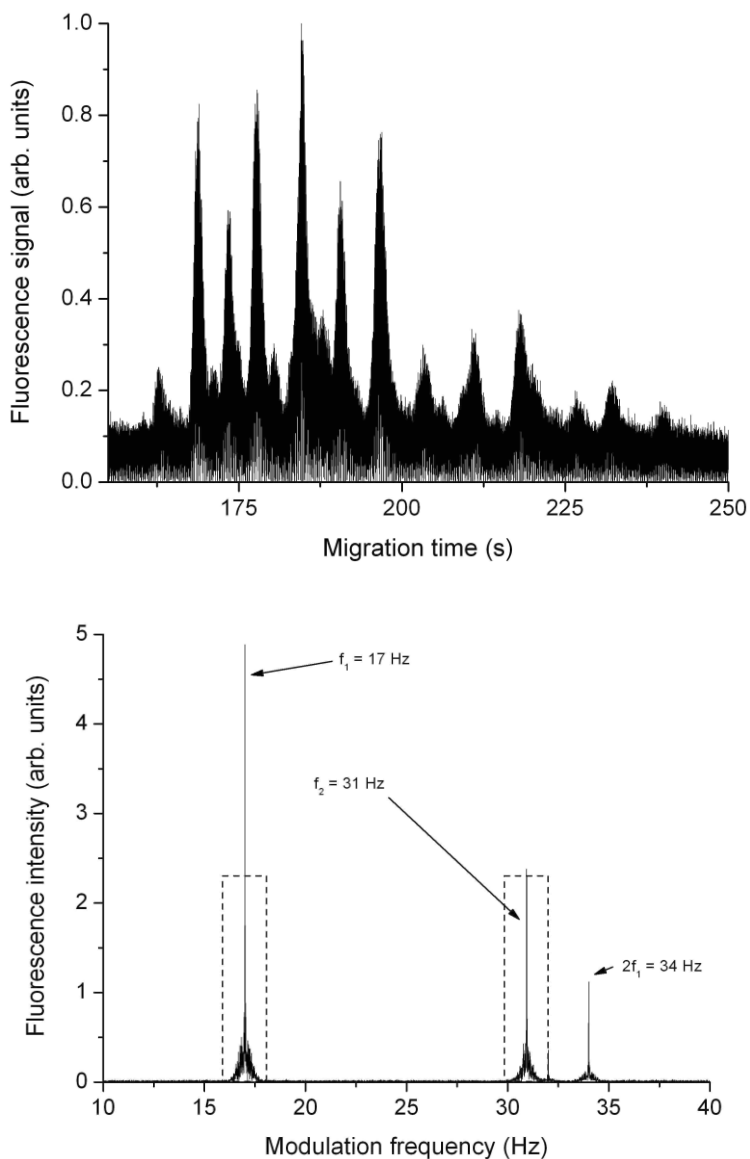 1.0
0.8
0.6
0.4
0.2
0.0
Fluorescence signal (arb. units)
175 200 225 250
Migration time (s)
5
4
3
2
1
0
Fluorescence intensity (arb. units)
f₁ = 17 Hz
f₂ = 31 Hz
2f₁ = 34 Hz
10 15 20 25 30 35 40
Modulation frequency (Hz)